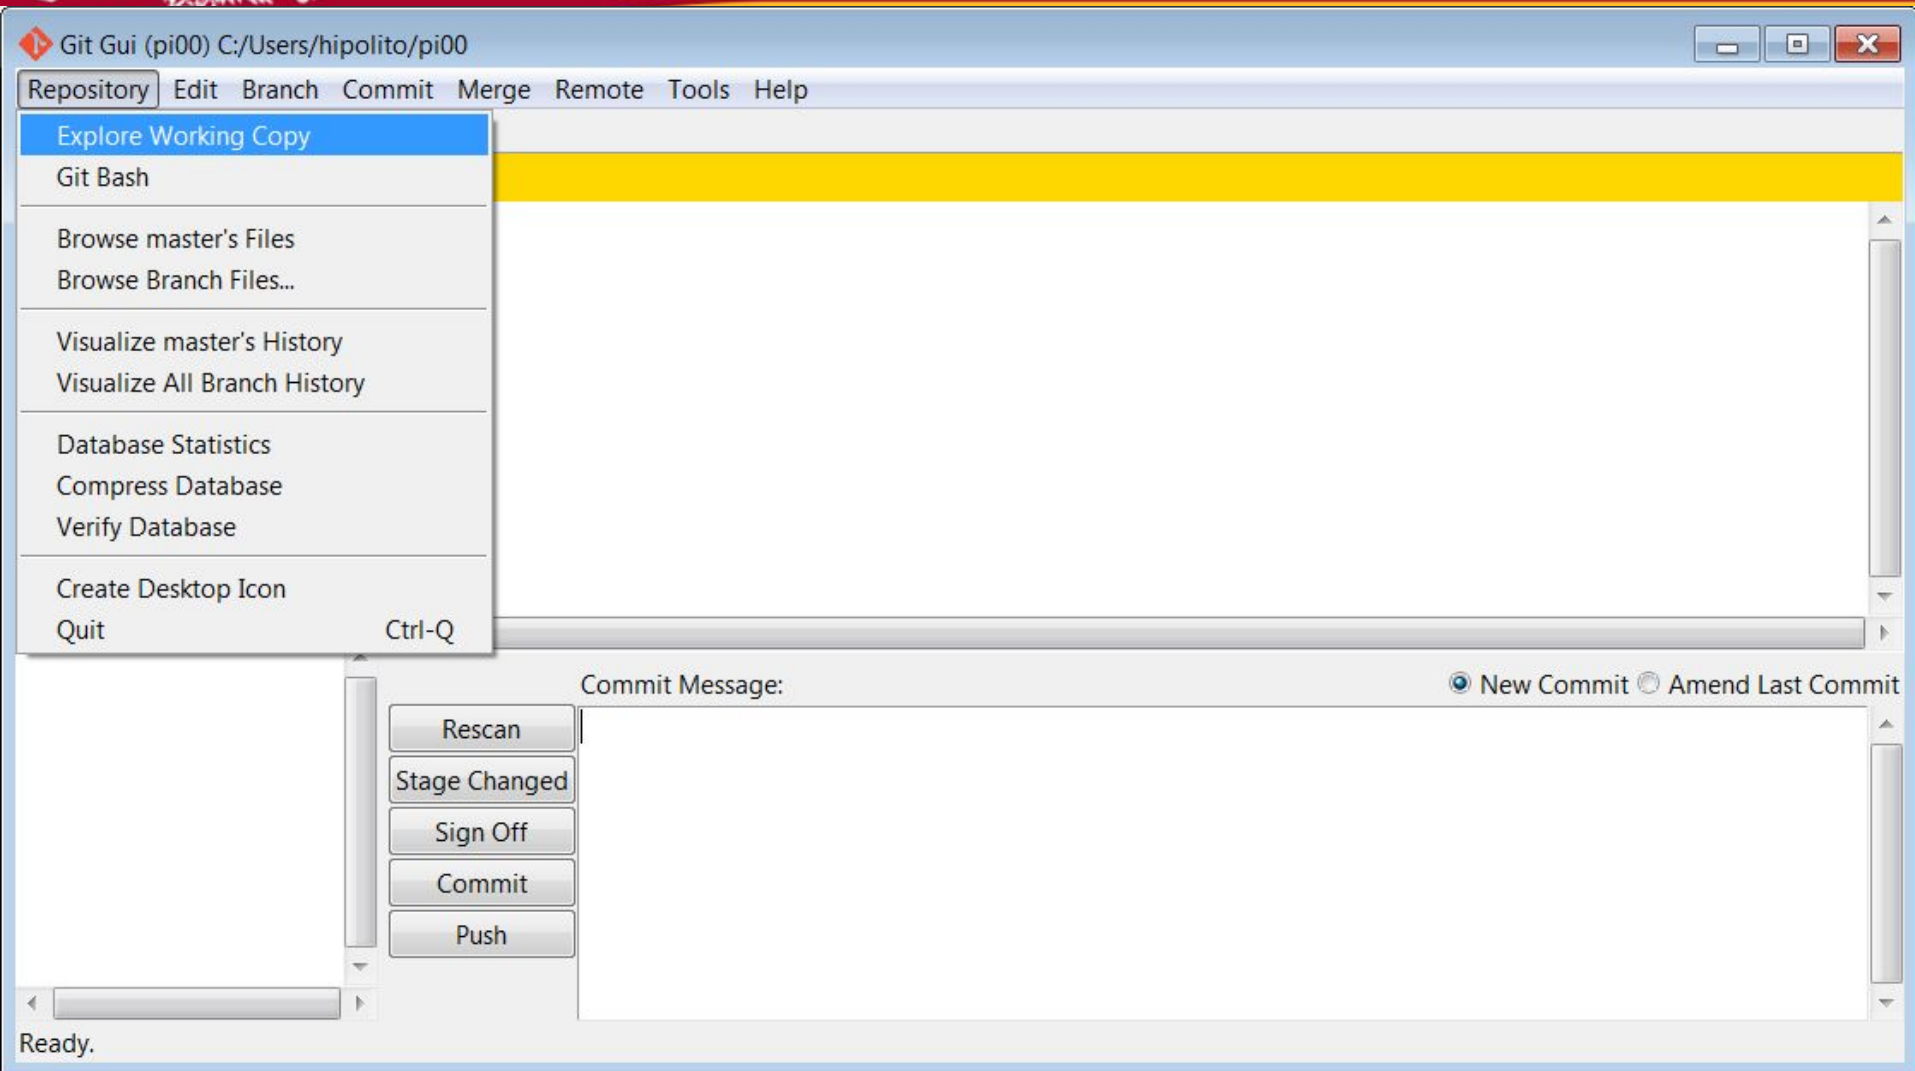 Git Gui (pi00) C:/Users/hipolito/pi00
Repository Edit Branch Commit Merge Remote Tools Help
Explore Working Copy
Git Bash
Browse master's Files
Browse Branch Files...
Visualize master's History
Visualize All Branch History
Database Statistics
Compress Database
Verify Database
Create Desktop Icon
Quit Ctrl-Q
Commit Message: New Commit Amend Last Commit
Rescan
Stage Changed
Sign Off
Commit
Push
Ready.